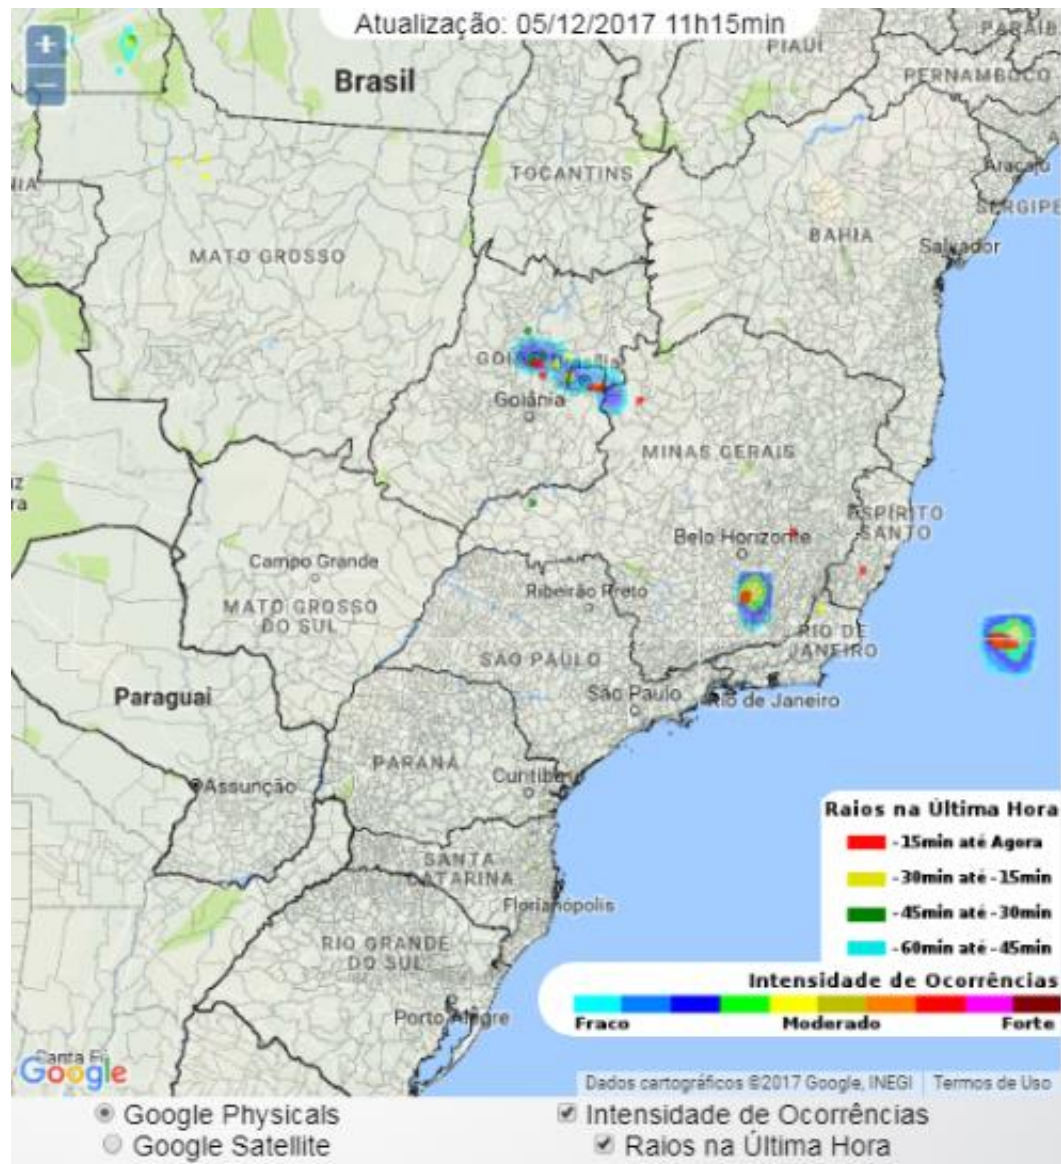 Atualização: 05/12/2017 11h15min
+
−
PIAUÍ
PARAÍB
Brasil
PERNAMBUCO
A
TOCANTINS
Aracaju
NIA
SERGIPE
BAHIA
Salvador
MATO GROSSO
Goiânia
MINAS GERAIS
ra
ESPÍRITO
SANTO
Belo Horizonte
Campo Grande
Ribeirão Preto
MATO GROSSO
DO SUL
RIO DE
JANEIRO
SÃO PAULO
Paraguai
São Paulo
Rio de Janeiro
PARANÁ
Assunção
Curitiba
SANTA
CATARINA
Florianópolis
RIO GRANDE
DO SUL
Porto Alegre
Santa Fé
Google
Raios na Última Hora
-15min até Agora
-30min até -15min
-45min até -30min
-60min até -45min
Intensidade de Ocorrências
Fraco Moderado Forte
Dados cartográficos ©2017 Google, INEGI Termos de Uso
Google Physicals
Intensidade de Ocorrências
Google Satellite
Raios na Última Hora